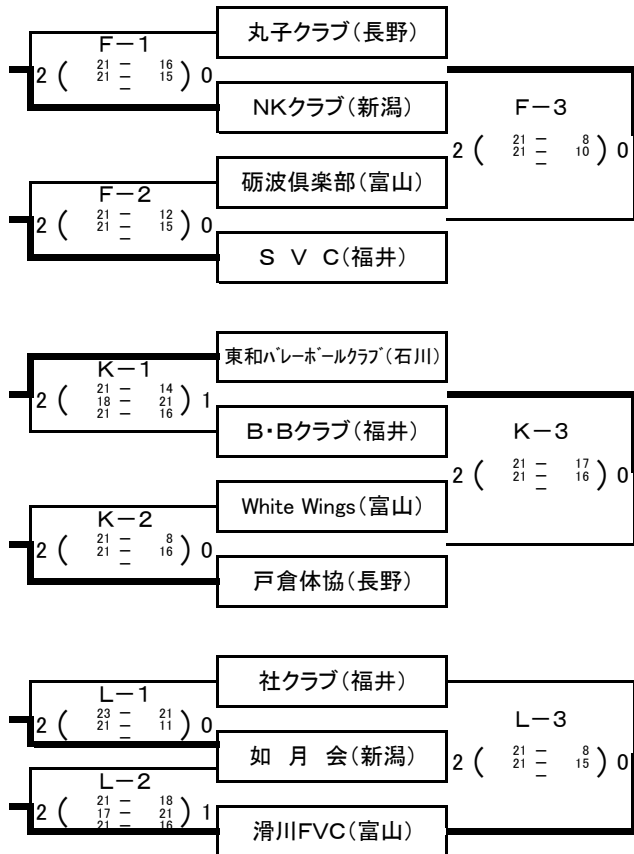 丸子クラブ(長野)
F-1
2 ( 21 - 16 ) 0
21 - 15
-
NKクラブ(新潟)
F-3
2 ( 21 - 8 ) 0
21 - 10
-
砺波倶楽部(富山)
F-2
2 ( 21 - 12 ) 0
21 - 15
-
S V C(福井)
東和バレーボールクラブ(石川)
K-1
2 ( 21 - 14 ) 1
18 - 21
21 - 16
B・Bクラブ(福井)
K-3
2 ( 21 - 17 ) 0
21 - 16
-
White Wings(富山)
K-2
2 ( 21 - 8 ) 0
21 - 16
-
戸倉体協(長野)
社クラブ(福井)
L-1
2 ( 23 - 21 ) 0
21 - 11
-
如 月 会(新潟)
L-3
2 ( 21 - 8 ) 0
21 - 15
-
L-2
2 ( 21 - 18 ) 1
17 - 21
21 - 16
滑川FVC(富山)